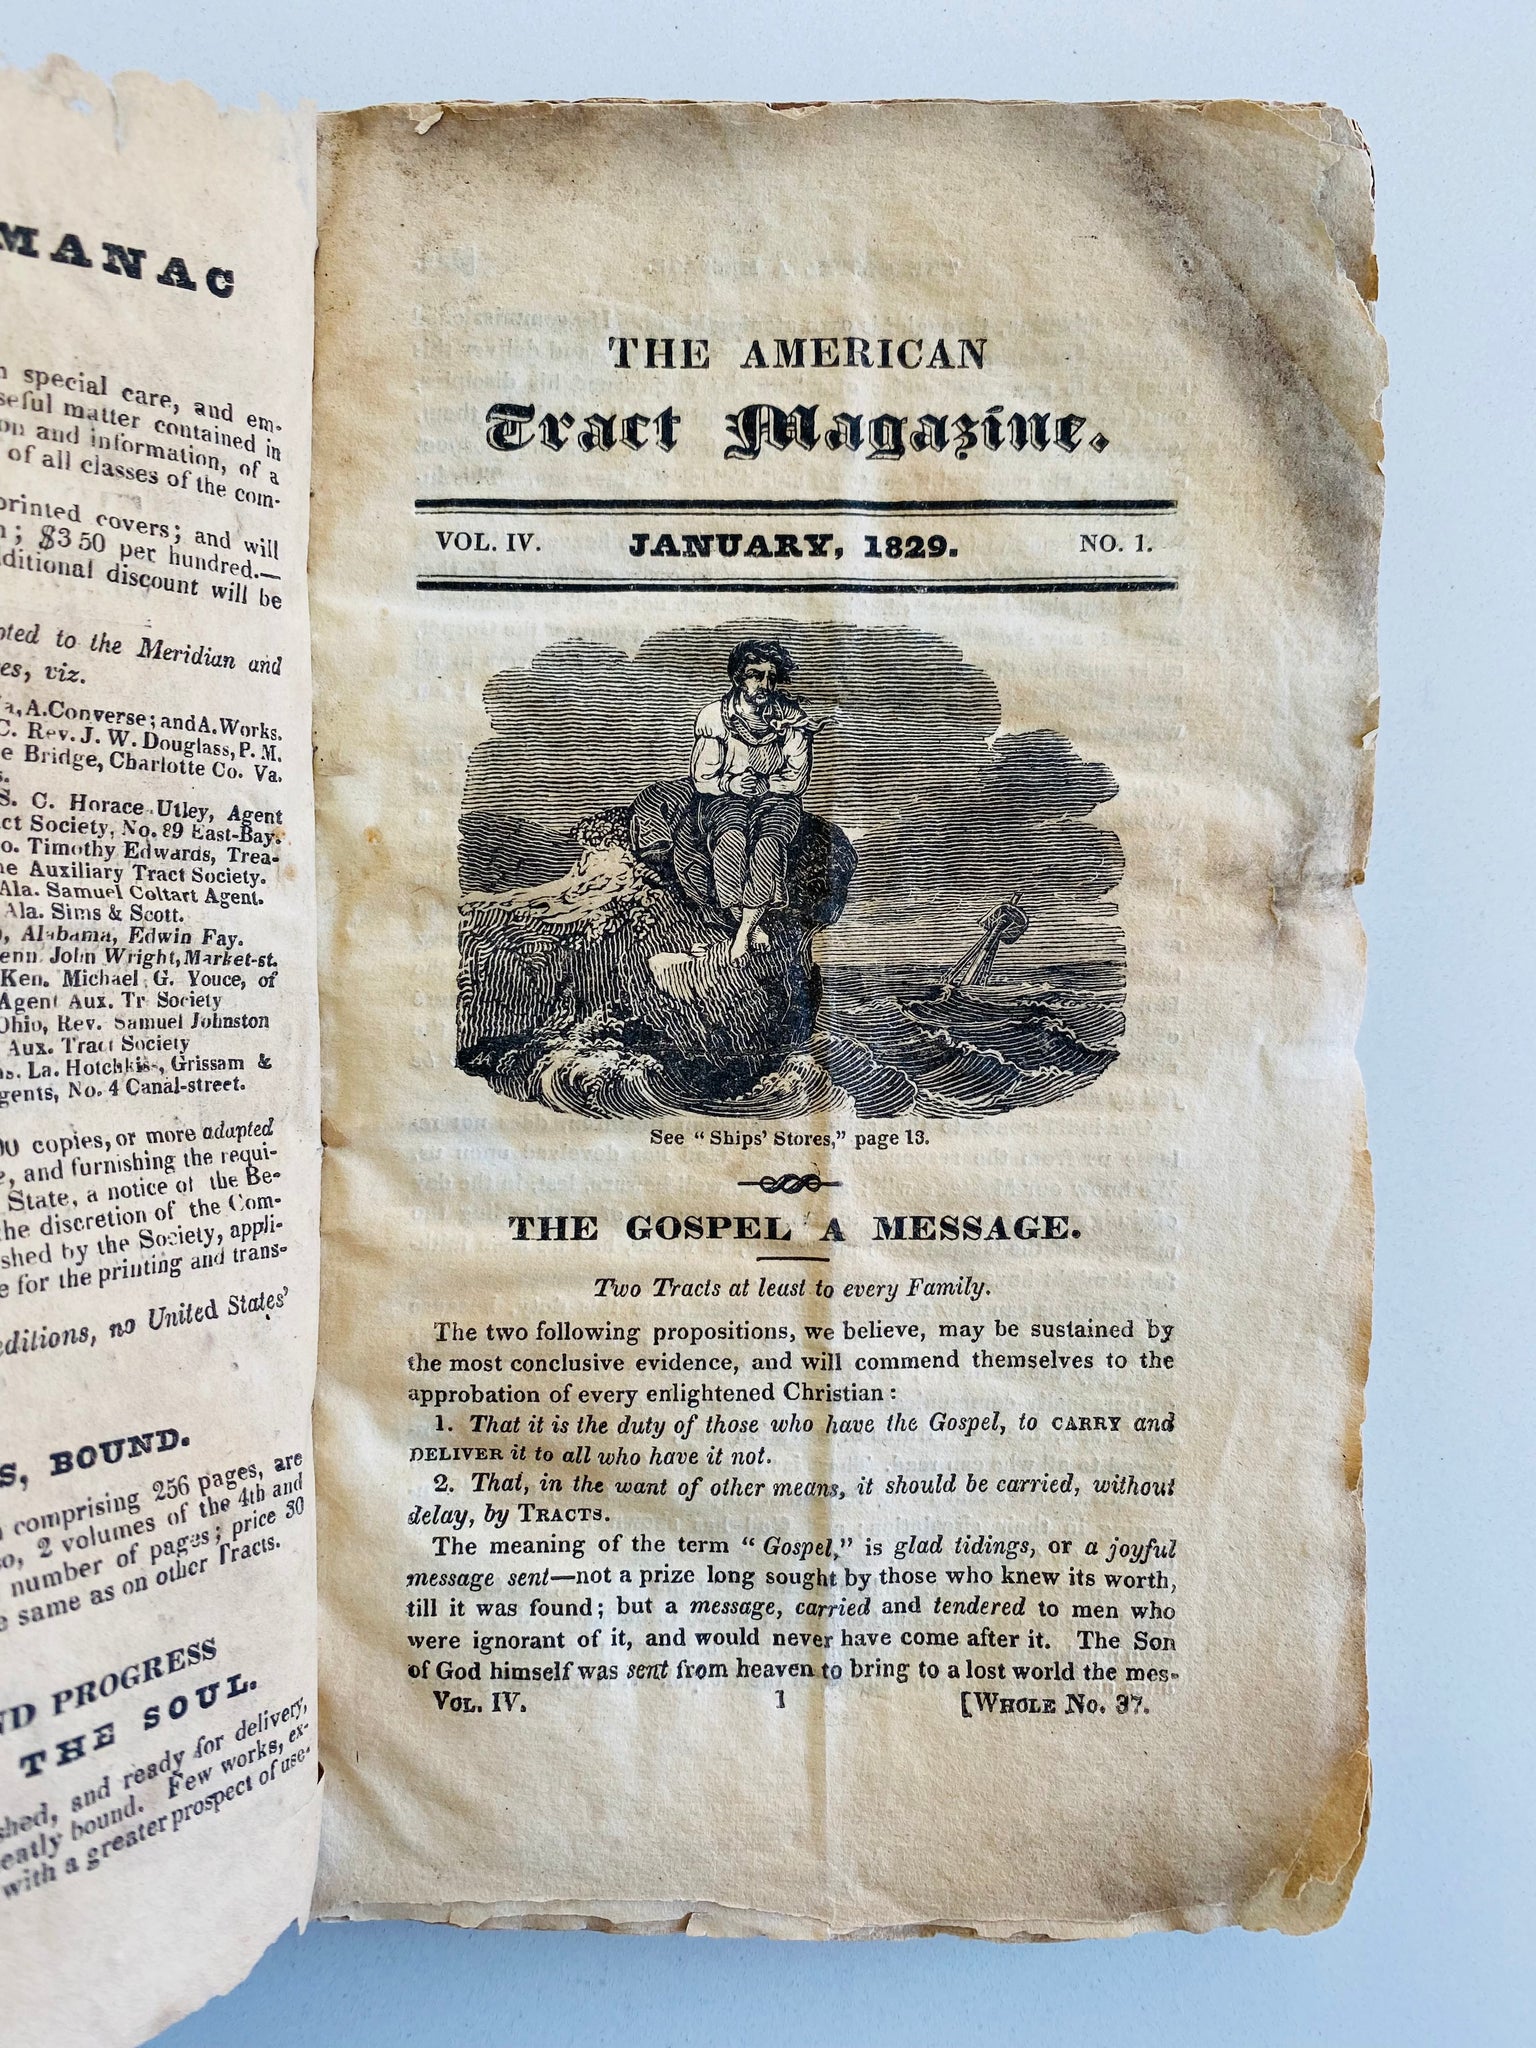 MANAC
special care, and em-
seful matter contained in
on and information, of a
of all classes of the com-
printed covers; and will
; $3 50 per hundred.—
ditional discount will be
pted to the Meridian and
es, viz.
A. Converse; and A. Works.
C. Rev. J. W. Douglass, P. M.
e Bridge, Charlotte Co. Va.
S. C. Horace Utley, Agent
ct Society, No. 89 East-Bay.
o. Timothy Edwards, Trea-
he Auxiliary Tract Society.
Ala. Samuel Coltart Agent.
Ala. Sims & Scott.
Alabama, Edwin Fay.
enn. John Wright, Market-st.
Ken. Michael G. Youce, of
Agent Aux. Tr Society
Ohio, Rev. Samuel Johnston
Aux. Tract Society
La. Hotchkiss, Grissam &
gents, No. 4 Canal-street.
00 copies, or more adapted
e, and furnishing the requi-
State, a notice of the Be-
the discretion of the Com-
shed by the Society, appli-
e for the printing and trans-
editions, no United States'
S, BOUND.
comprising 256 pages, are
o, 2 volumes of the 4th and
number of pages; price 30
e same as on other Tracts.
ND PROGRESS
THE SOUL.
shed, and ready for delivery,
eatly bound. Few works, ex-
with a greater prospect of use-
THE AMERICAN
Tract Magazine.
VOL. IV. JANUARY, 1829. NO. 1.
See "Ships' Stores," page 13.
THE GOSPEL A MESSAGE.
Two Tracts at least to every Family.
The two following propositions, we believe, may be sustained by
the most conclusive evidence, and will commend themselves to the
approbation of every enlightened Christian:
1. That it is the duty of those who have the Gospel, to CARRY and
DELIVER it to all who have it not.
2. That, in the want of other means, it should be carried, without
delay, by TRACTS.
The meaning of the term "Gospel," is glad tidings, or a joyful
message sent—not a prize long sought by those who knew its worth,
till it was found; but a message, carried and tendered to men who
were ignorant of it, and would never have come after it. The Son
of God himself was sent from heaven to bring to a lost world the mes-
VOL. IV. 1 [WHOLE No. 37.